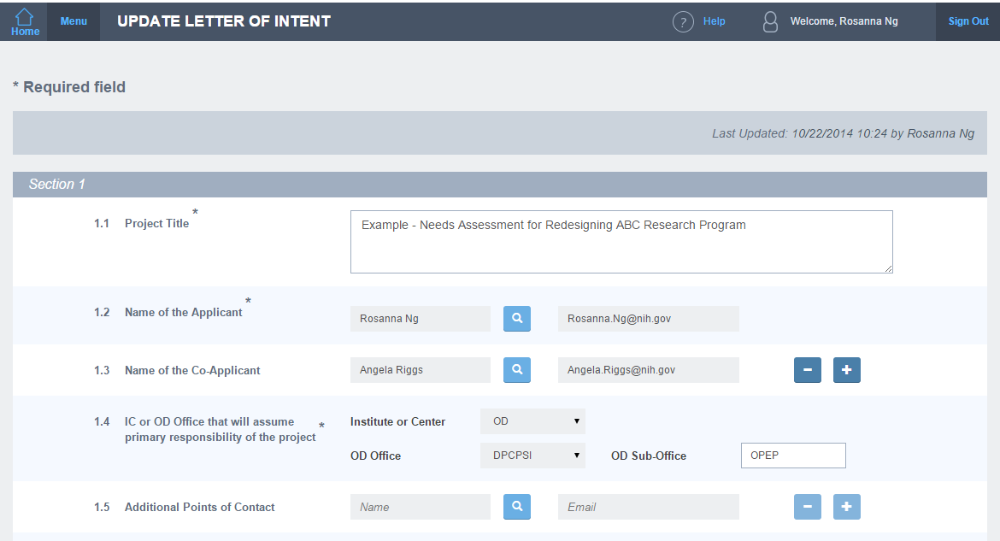 Home
Menu
UPDATE LETTER OF INTENT
? Help
Welcome, Rosanna Ng
Sign Out
* Required field
Last Updated: 10/22/2014 10:24 by Rosanna Ng
Section 1
1.1 Project Title *
Example - Needs Assessment for Redesigning ABC Research Program
1.2 Name of the Applicant *
Rosanna Ng
Rosanna.Ng@nih.gov
1.3 Name of the Co-Applicant
Angela Riggs
Angela.Riggs@nih.gov
1.4 IC or OD Office that will assume
primary responsibility of the project *
Institute or Center
OD
OD Office
DPCPSI
OD Sub-Office
OPEP
1.5 Additional Points of Contact
Name
Email